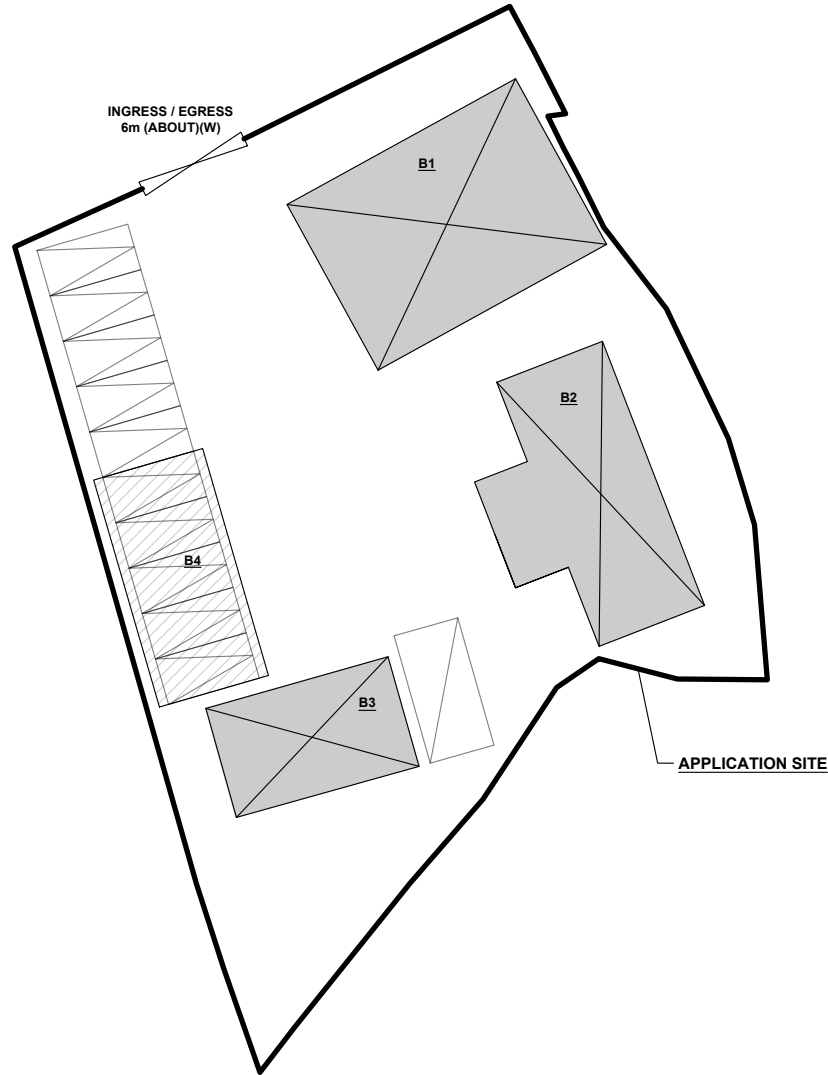 INGRESS / EGRESS
6m (ABOUT)(W)
B1
B2
B4
B3
APPLICATION SITE